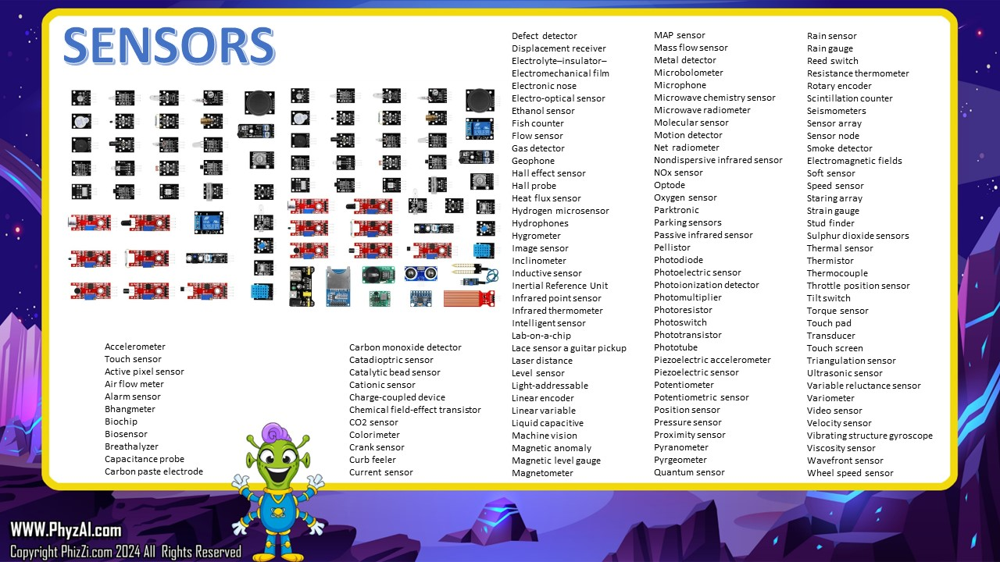 SENSORS
Accelerometer
Touch sensor
Active pixel sensor
Air flow meter
Alarm sensor
Bhangmeter
Biochip
Biosensor
Breathalyzer
Capacitance probe
Carbon paste electrode
Carbon monoxide detector
Catadioptric sensor
Catalytic bead sensor
Cationic sensor
Charge-coupled device
Chemical field-effect transistor
CO2 sensor
Colorimeter
Crank sensor
Curb feeler
Current sensor
Defect detector
Displacement receiver
Electrolyte–insulator–
Electromechanical film
Electronic nose
Electro-optical sensor
Ethanol sensor
Fish counter
Flow sensor
Gas detector
Geophone
Hall effect sensor
Hall probe
Heat flux sensor
Hydrogen microsensor
Hydrophones
Hygrometer
Image sensor
Inclinometer
Inductive sensor
Inertial Reference Unit
Infrared point sensor
Infrared thermometer
Intelligent sensor
Lab-on-a-chip
Lace sensor a guitar pickup
Laser distance
Level sensor
Light-addressable
Linear encoder
Linear variable
Liquid capacitive
Machine vision
Magnetic anomaly
Magnetic level gauge
Magnetometer
MAP sensor
Mass flow sensor
Metal detector
Microbolometer
Microphone
Microwave chemistry sensor
Microwave radiometer
Molecular sensor
Motion detector
Net radiometer
Nondispersive infrared sensor
NOx sensor
Optode
Oxygen sensor
Parktronic
Parking sensors
Passive infrared sensor
Pellistor
Photodiode
Photoelectric sensor
Photoionization detector
Photomultiplier
Photoresistor
Photoswitch
Phototransistor
Phototube
Piezoelectric accelerometer
Piezoelectric sensor
Potentiometer
Potentiometric sensor
Position sensor
Pressure sensor
Proximity sensor
Pyranometer
Pyrgeometer
Quantum sensor
Rain sensor
Rain gauge
Reed switch
Resistance thermometer
Rotary encoder
Scintillation counter
Seismometers
Sensor array
Sensor node
Smoke detector
Electromagnetic fields
Soft sensor
Speed sensor
Staring array
Strain gauge
Stud finder
Sulphur dioxide sensors
Thermal sensor
Thermistor
Thermocouple
Throttle position sensor
Tilt switch
Torque sensor
Touch pad
Transducer
Touch screen
Triangulation sensor
Ultrasonic sensor
Variable reluctance sensor
Variometer
Video sensor
Velocity sensor
Vibrating structure gyroscope
Viscosity sensor
Wavefront sensor
Wheel speed sensor
WWW.PhyzAI.com
Copyright PhizZi.com 2024 All Rights Reserved